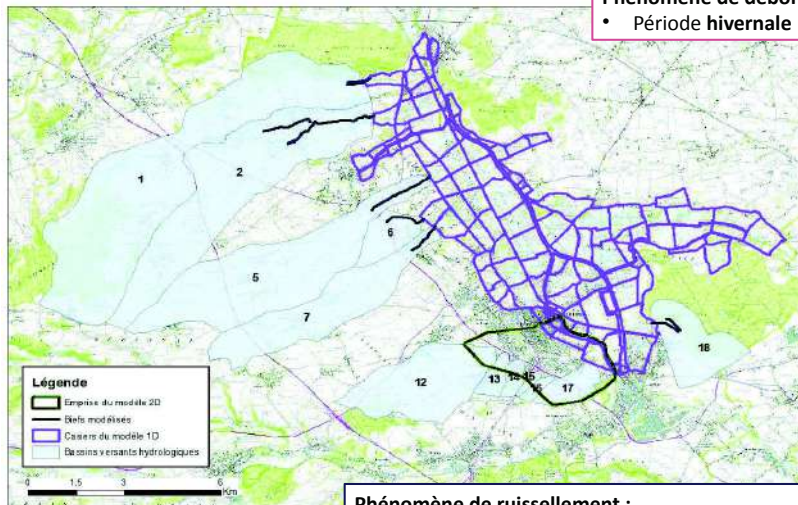 Phénomène de débor
• Période hivernale
1
2
5
6
7
12
13
14
15
16
17
18
Légende
Emprise du modèle 2D
Biefs modélisés
Casiers du modèle 1D
Bassins versants hydrologiques
0 1,5 3 6
Km
Phénomène de ruissellement :